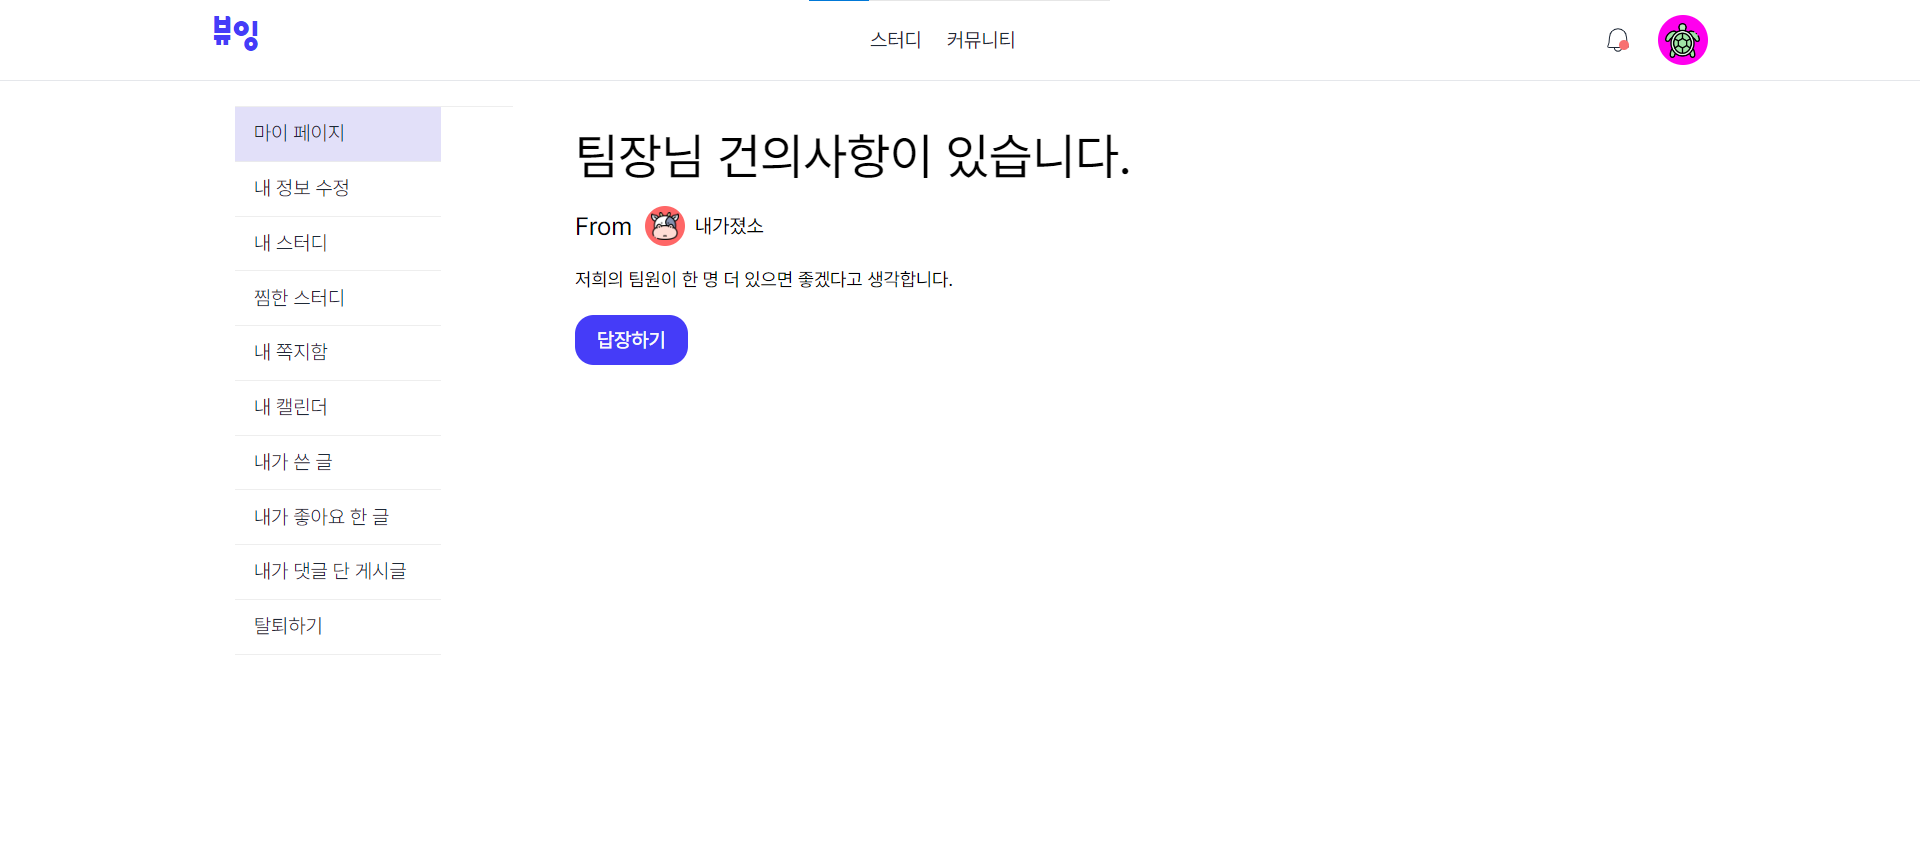 뷰잉
스터디 커뮤니티
마이 페이지
내 정보 수정
내 스터디
찜한 스터디
내 쪽지함
내 캘린더
내가 쓴 글
내가 좋아요 한 글
내가 댓글 단 게시글
탈퇴하기
팀장님 건의사항이 있습니다.
From 내가졌소
저희의 팀원이 한 명 더 있으면 좋겠다고 생각합니다.
답장하기